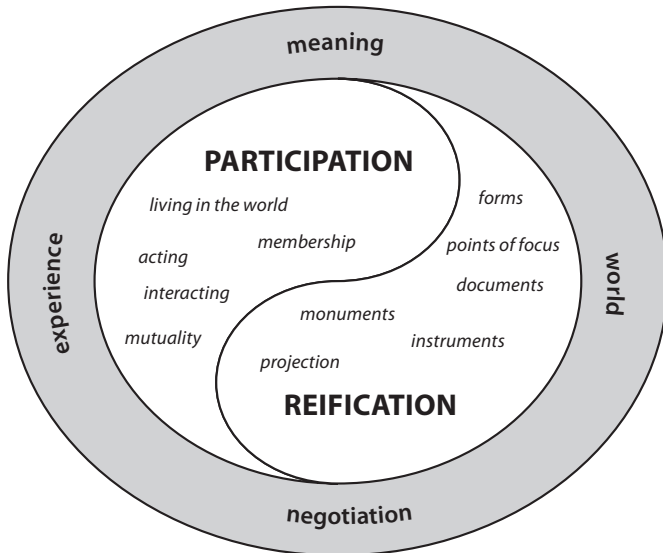 meaning
PARTICIPATION
living in the world
forms
membership
points of focus
acting
experience
world
interacting
documents
monuments
mutuality
instruments
projection
REIFICATION
negotiation